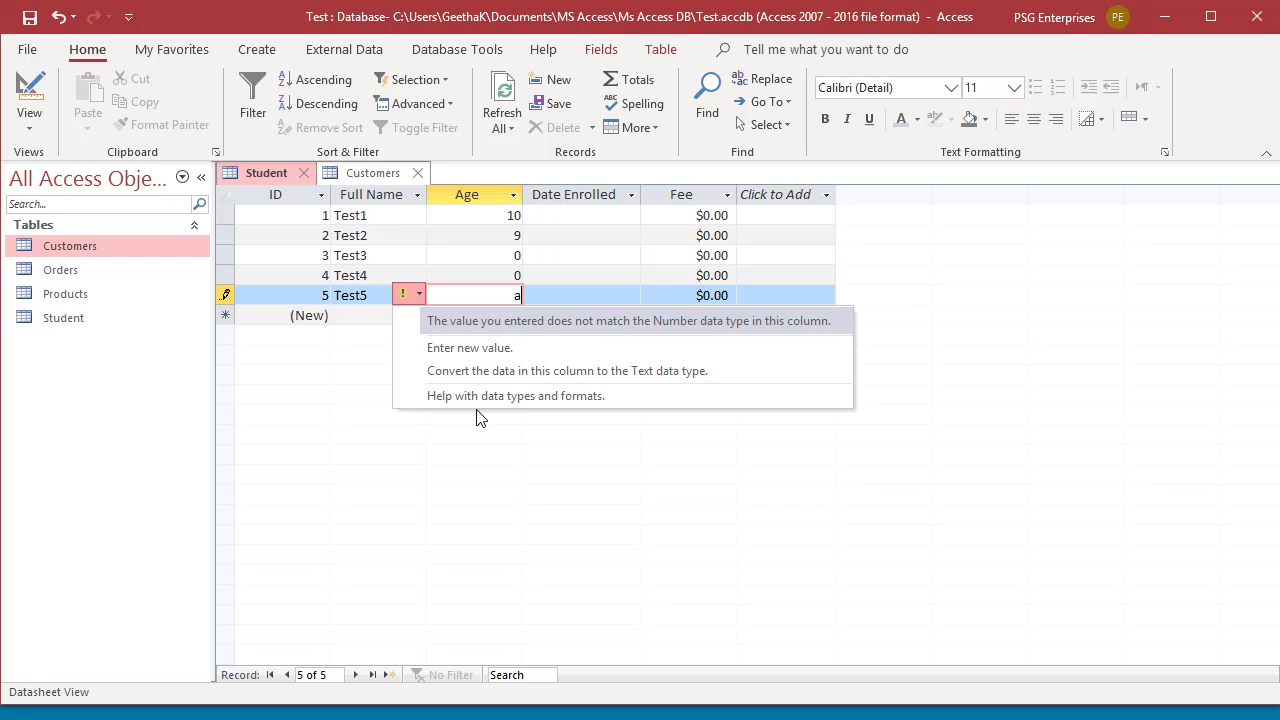 Test : Database- C:\Users\GeethaK\Documents\MS Access\Ms Access DB\Test.accdb (Access 2007 - 2016 file format) - Access
PSG Enterprises
PE
File Home My Favorites Create External Data Database Tools Help Fields Table Tell me what you want to do
View
Views
Paste
Cut
Copy
Format Painter
Clipboard
Filter
Ascending
Descending
Remove Sort
Selection
Advanced
Toggle Filter
Sort & Filter
Refresh
All
New
Save
Delete
Totals
Spelling
More
Records
Find
Replace
Go To
Select
Find
Calibri (Detail) 11
B I U A
Text Formatting
All Access Obje...
Search...
Tables
Customers
Orders
Products
Student
Student Customers
ID Full Name Age Date Enrolled Fee Click to Add
1 Test1 10 $0.00
2 Test2 9 $0.00
3 Test3 0 $0.00
4 Test4 0 $0.00
5 Test5 a $0.00
(New)
The value you entered does not match the Number data type in this column.
Enter new value.
Convert the data in this column to the Text data type.
Help with data types and formats.
Record: 5 of 5 No Filter Search
Datasheet View